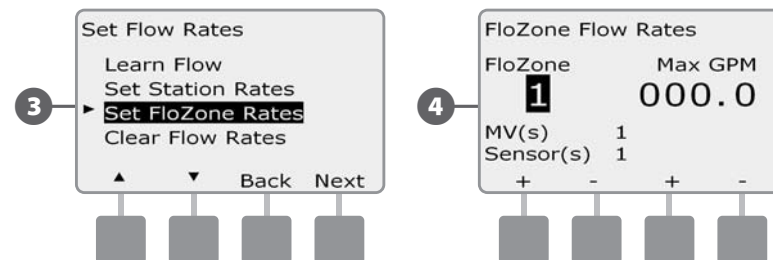 3
Set Flow Rates
Learn Flow
Set Station Rates
► Set FloZone Rates
Clear Flow Rates
▲ ▼ Back Next
4
FloZone Flow Rates
FloZone Max GPM
1 000.0
MV(s) 1
Sensor(s) 1
+ - + -